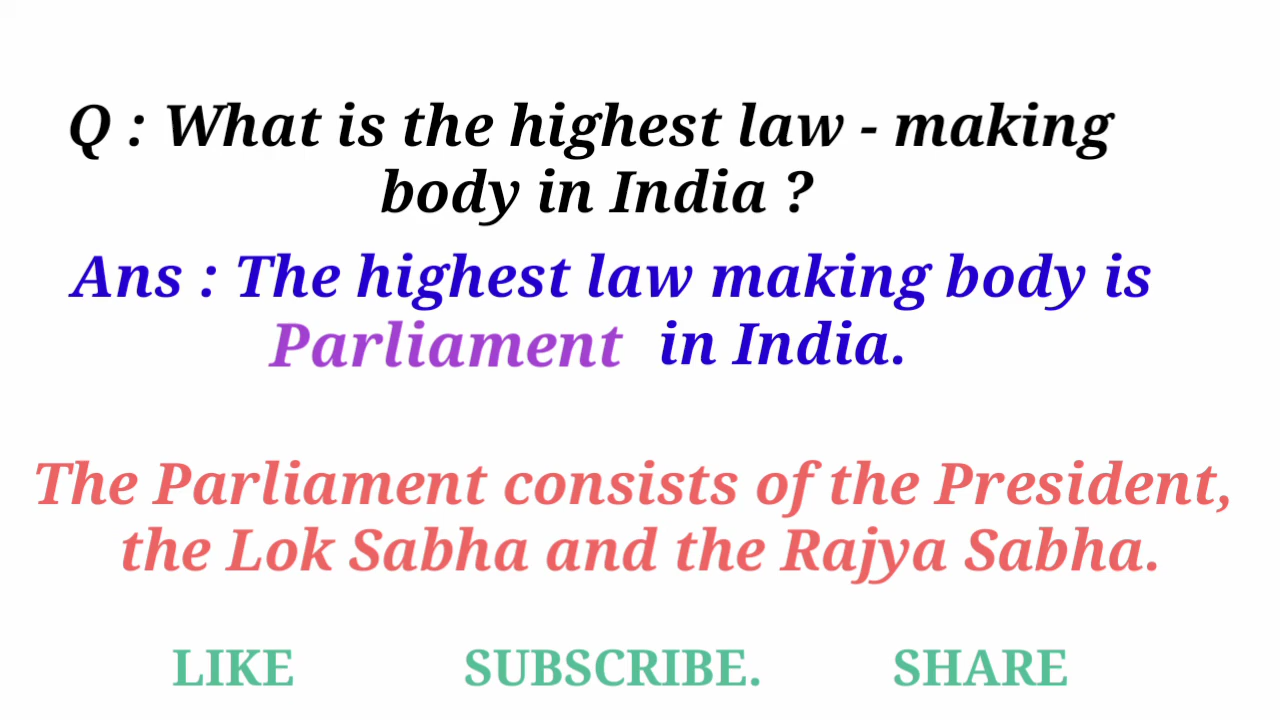 Q : What is the highest law - making
body in India ?
Ans : The highest law making body is
Parliament in India.
The Parliament consists of the President,
the Lok Sabha and the Rajya Sabha.
LIKE SUBSCRIBE. SHARE